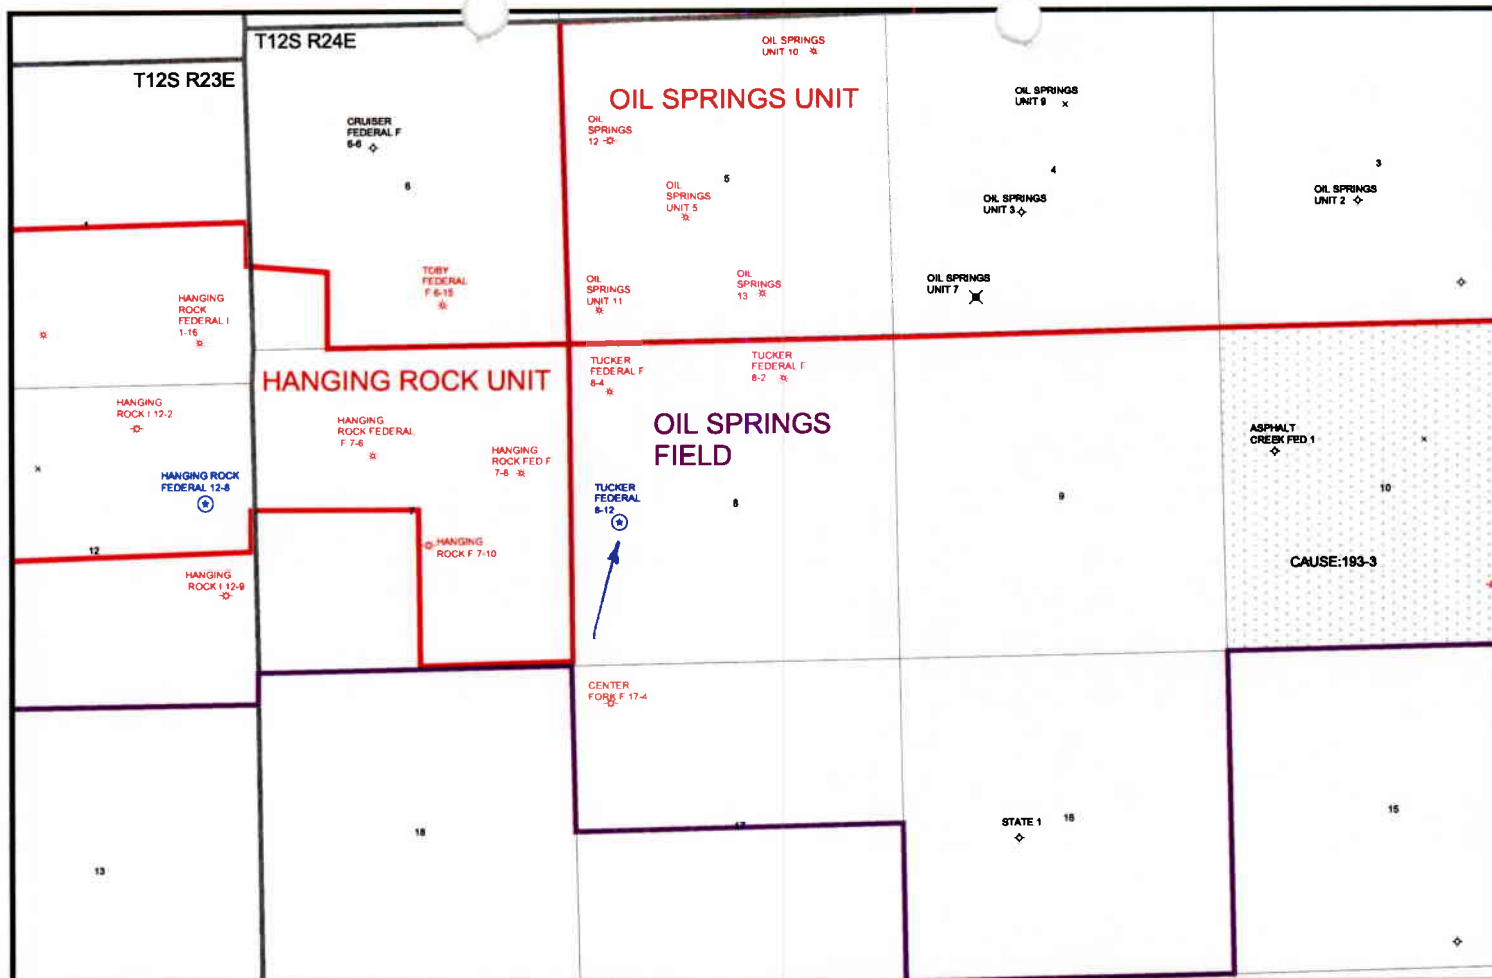 T12S R24E
T12S R23E
OIL SPRINGS
UNIT 10
OIL SPRINGS UNIT
OIL SPRINGS
UNIT 9
CRUISER
FEDERAL F
6-6
OIL
SPRINGS
12
6
5
4
3
OIL
SPRINGS
UNIT 5
OIL SPRINGS
UNIT 3
OIL SPRINGS
UNIT 2
1
TOBY
FEDERAL
F 6-15
OIL
SPRINGS
UNIT 11
OIL
SPRINGS
13
OIL SPRINGS
UNIT 7
HANGING
ROCK
FEDERAL I
1-16
HANGING ROCK UNIT
TUCKER
FEDERAL F
8-4
TUCKER
FEDERAL F
8-2
HANGING
ROCK I 12-2
HANGING
ROCK FEDERAL
F 7-6
HANGING
ROCK FED F
7-8
OIL SPRINGS
FIELD
ASPHALT
CREEK FED 1
HANGING ROCK
FEDERAL 12-8
TUCKER
FEDERAL
8-12
7
8
9
10
12
HANGING
ROCK F 7-10
HANGING
ROCK I 12-9
CAUSE:193-3
CENTER
FORK F 17-4
13
18
17
STATE 1
16
15